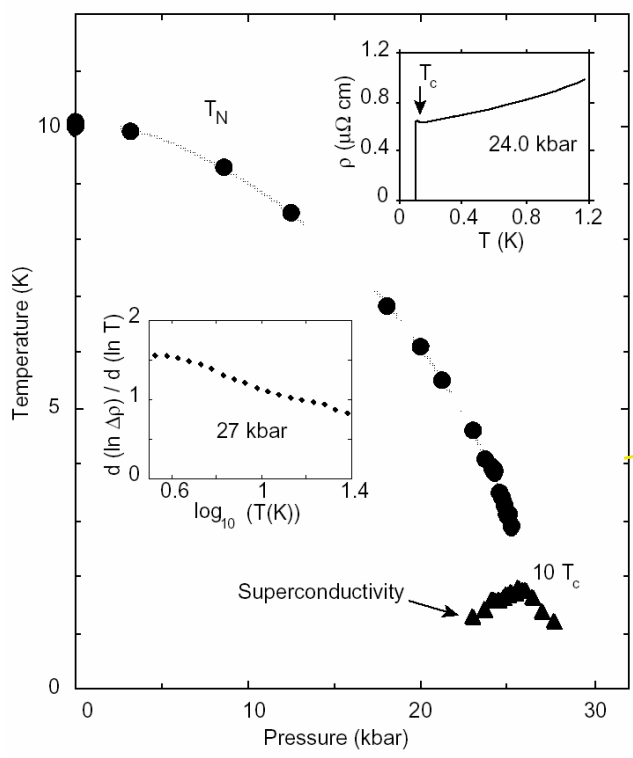 1.2
T_c
0.8
ρ (μΩ cm)
0.4
24.0 kbar
0
0 0.4 0.8 1.2
T (K)
T_N
10
Temperature (K)
2
d (ln Δρ) / d (ln T)
1
27 kbar
0
0.6 1 1.4
log₁₀ (T(K))
5
10 T_c
Superconductivity
0
0 10 20 30
Pressure (kbar)